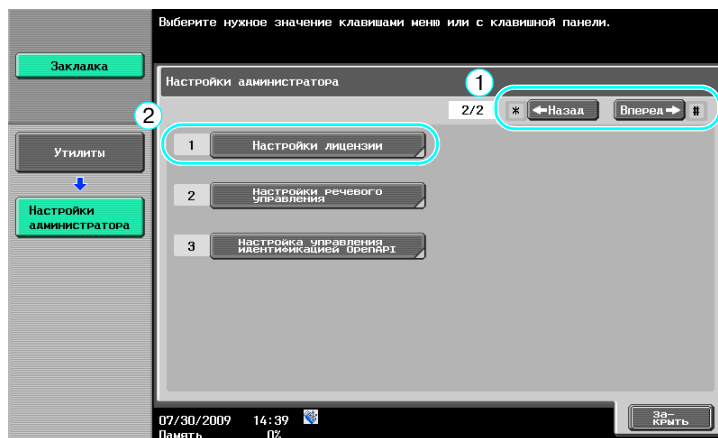 Выберите нужное значение клавишами меню или с клавишной панели.
Закладка
Настройки администратора
1
2/2
*
←Назад
Вперед→
#
2
Утилиты
1
Настройки лицензии
Настройки
администратора
2
Настройки речевого
управления
3
Настройка управления
идентификацией OpenAPI
07/30/2009 14:39
Память 0%
За-
крыть